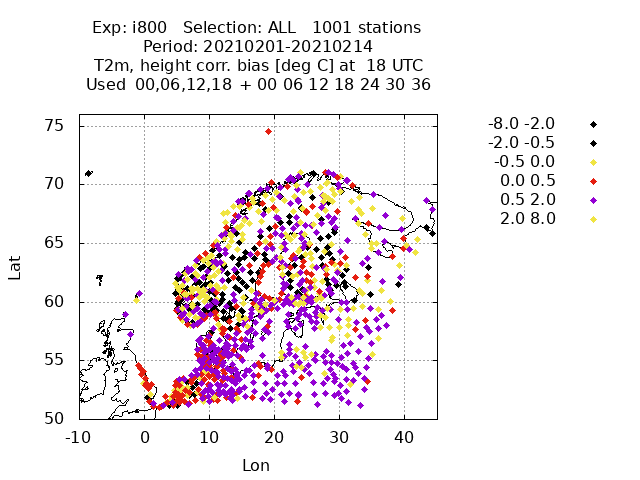 Exp: i800   Selection: ALL   1001 stations
Period: 20210201-20210214
T2m, height corr. bias [deg C] at  18 UTC
Used  00,06,12,18  + 00 06 12 18 24 30 36
-8.0 -2.0
-2.0 -0.5
-0.5 0.0
0.0 0.5
0.5 2.0
2.0 8.0
75
70
65
60
55
50
Lat
-10 0 10 20 30 40
Lon